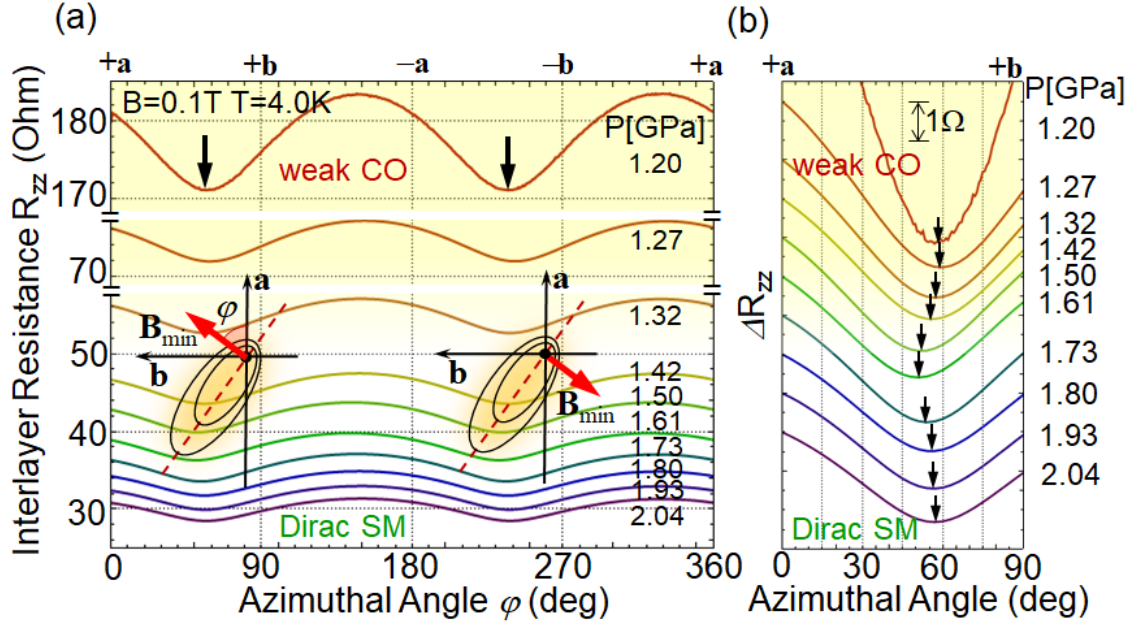 (a)
+a +b −a −b +a
B=0.1T T=4.0K
P[GPa]
1.20
weak CO
1.27
1.32
1.42
1.50
1.61
1.73
1.80
1.93
2.04
Dirac SM
a
φ
Bmin
b
a
b
Bmin
180
170
70
50
40
30
Interlayer Resistance Rzz (Ohm)
0 90 180 270 360
Azimuthal Angle φ (deg)
(b)
+a +b
P[GPa]
1Ω
1.20
weak CO
1.27
1.32
1.42
1.50
1.61
1.73
1.80
1.93
2.04
Dirac SM
ΔRzz
0 30 60 90
Azimuthal Angle (deg)